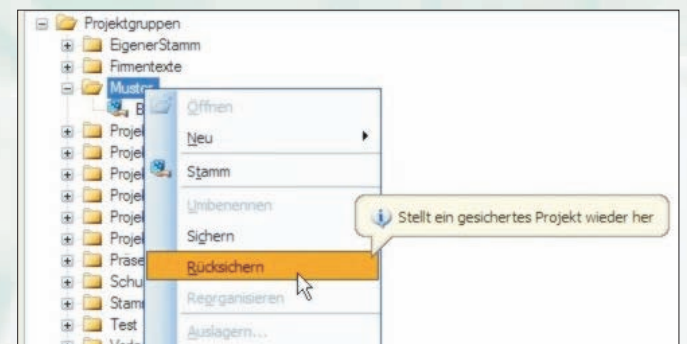 Projektgruppen
EigenerStamm
Firmentexte
Muster
Öffnen
Neu
Stamm
Umbenennen
Sichern
Rücksichern
Reorganisieren
Auslagern...
Stellt ein gesichertes Projekt wieder her
Test